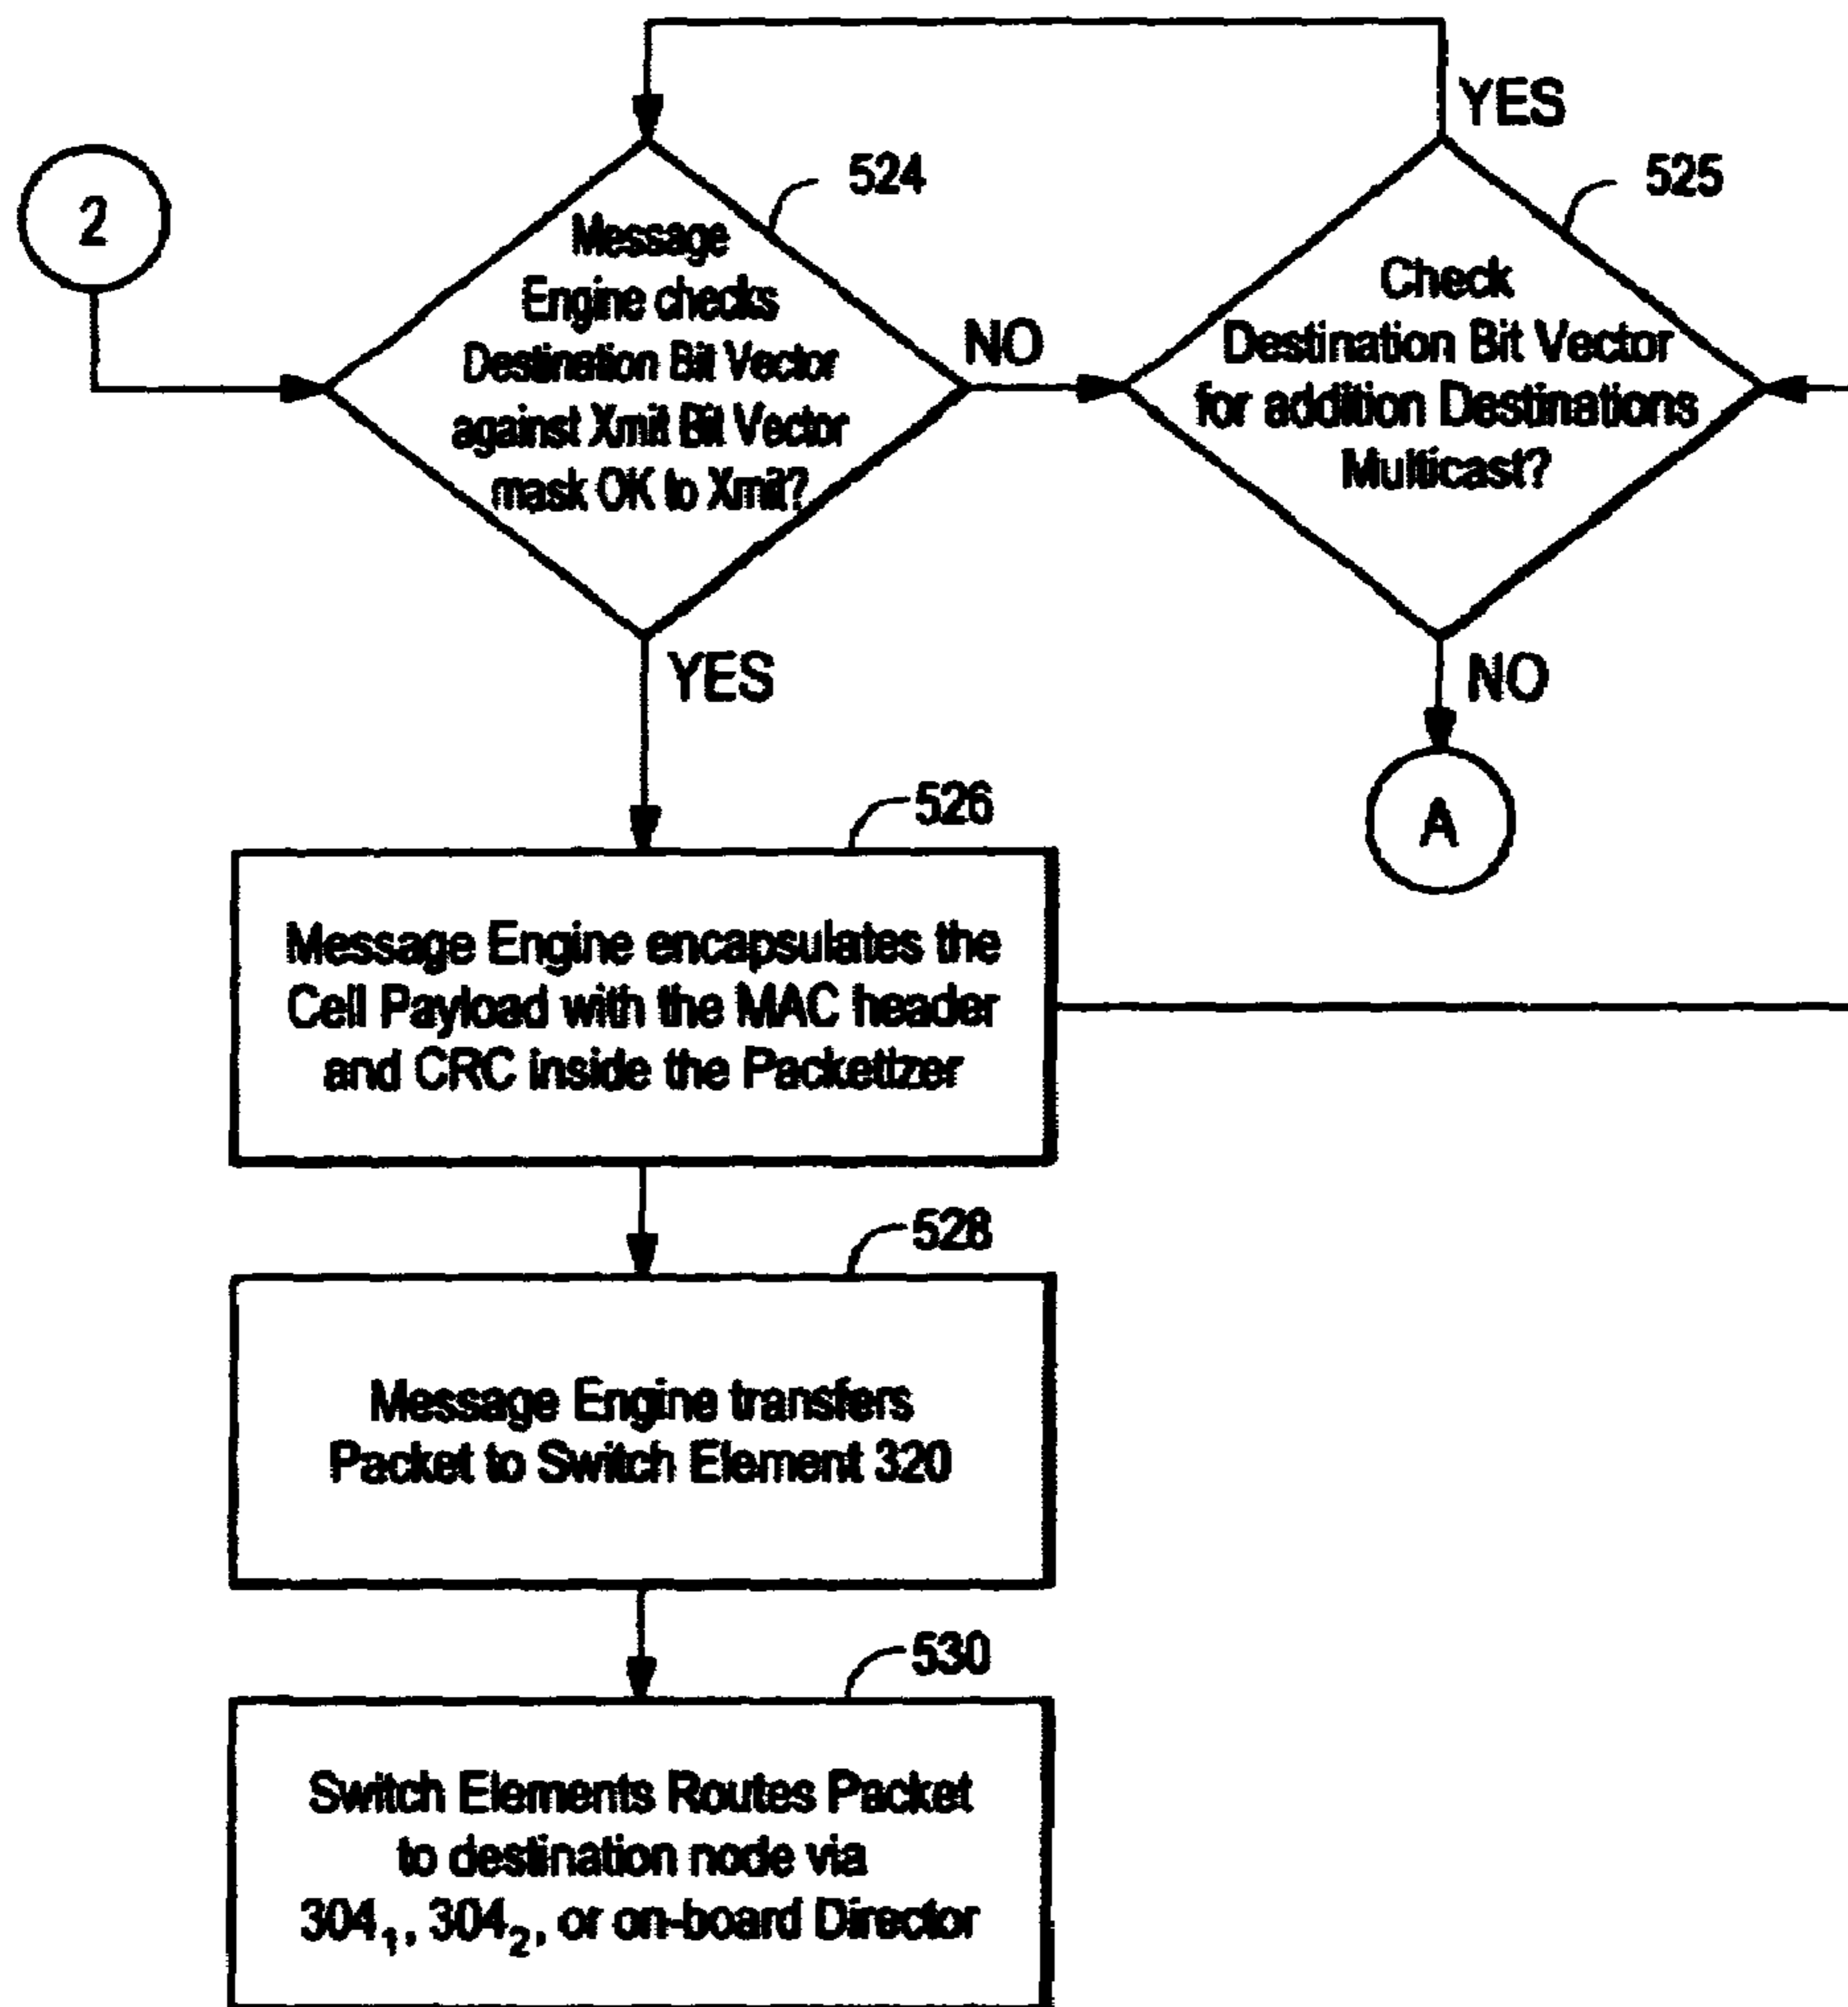 YES
2
524
Message
Engine checks
Destination Bit Vector
against Xmit Bit Vector
mask OK to Xmit?
NO
525
Check
Destination Bit Vector
for addition Destinations
Multicast?
YES
NO
A
526
Message Engine encapsulates the
Cell Payload with the MAC header
and CRC inside the Packetizer
528
Message Engine transfers
Packet to Switch Element 320
530
Switch Elements Routes Packet
to destination node via
304₁, 304₂, or on-board Director